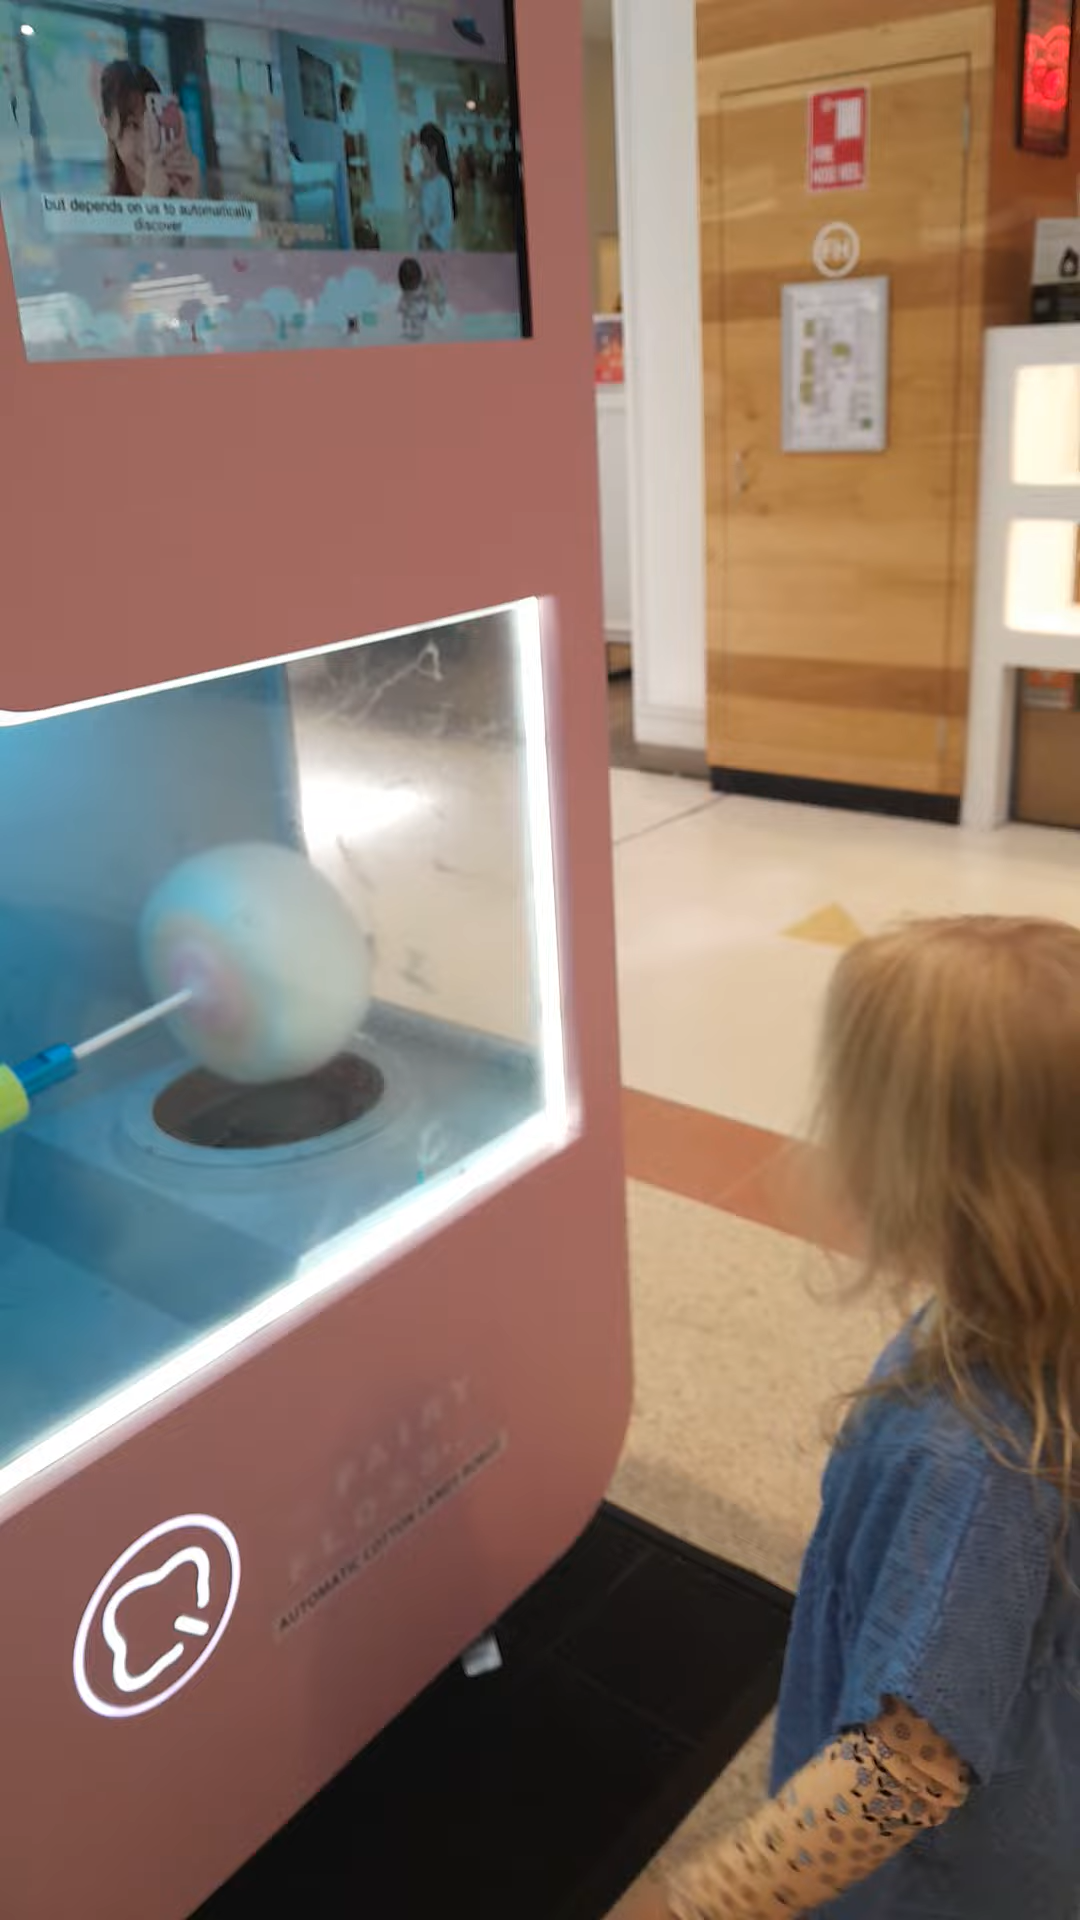 but depends on us to automatically
discover
FIRE
HOSE REEL
FH
FAIRY
FLOSS
AUTOMATIC COTTON CANDY ROBOT